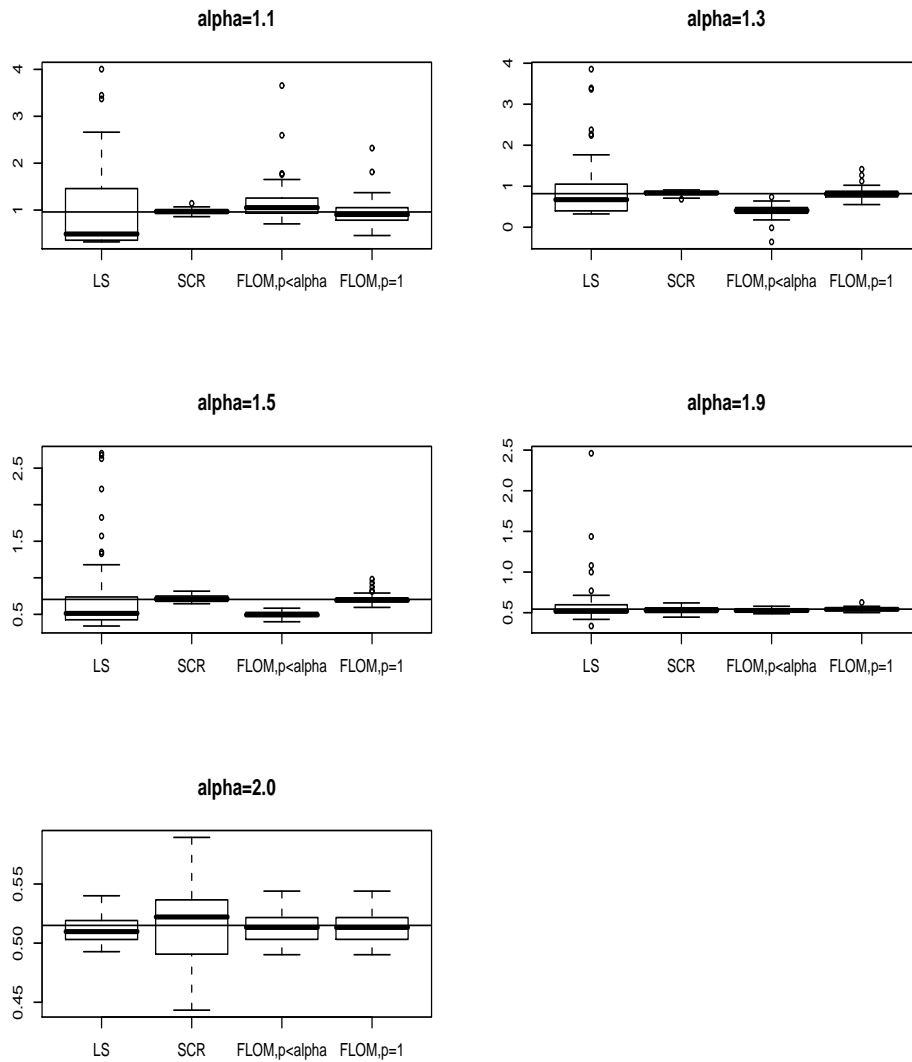 alpha=1.1
4
3
2
1
LS
SCR
FLOM,p<alpha
FLOM,p=1
alpha=1.3
4
3
2
1
0
LS
SCR
FLOM,p<alpha
FLOM,p=1
alpha=1.5
2.5
1.5
0.5
LS
SCR
FLOM,p<alpha
FLOM,p=1
alpha=1.9
2.5
2.0
1.5
1.0
0.5
LS
SCR
FLOM,p<alpha
FLOM,p=1
alpha=2.0
0.55
0.50
0.45
LS
SCR
FLOM,p<alpha
FLOM,p=1